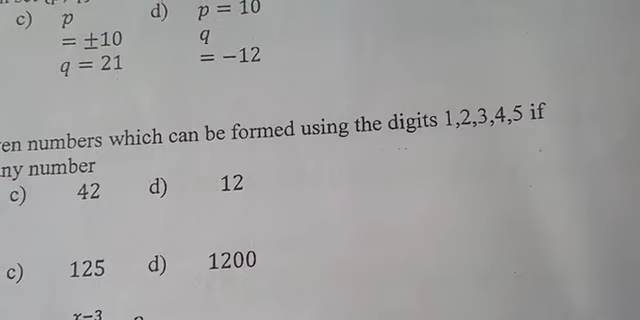 c) p d) p = 10
= ±10 q
q = 21 = −12
en numbers which can be formed using the digits 1,2,3,4,5 if
ny number
c) 42 d) 12
c) 125 d) 1200
x−3